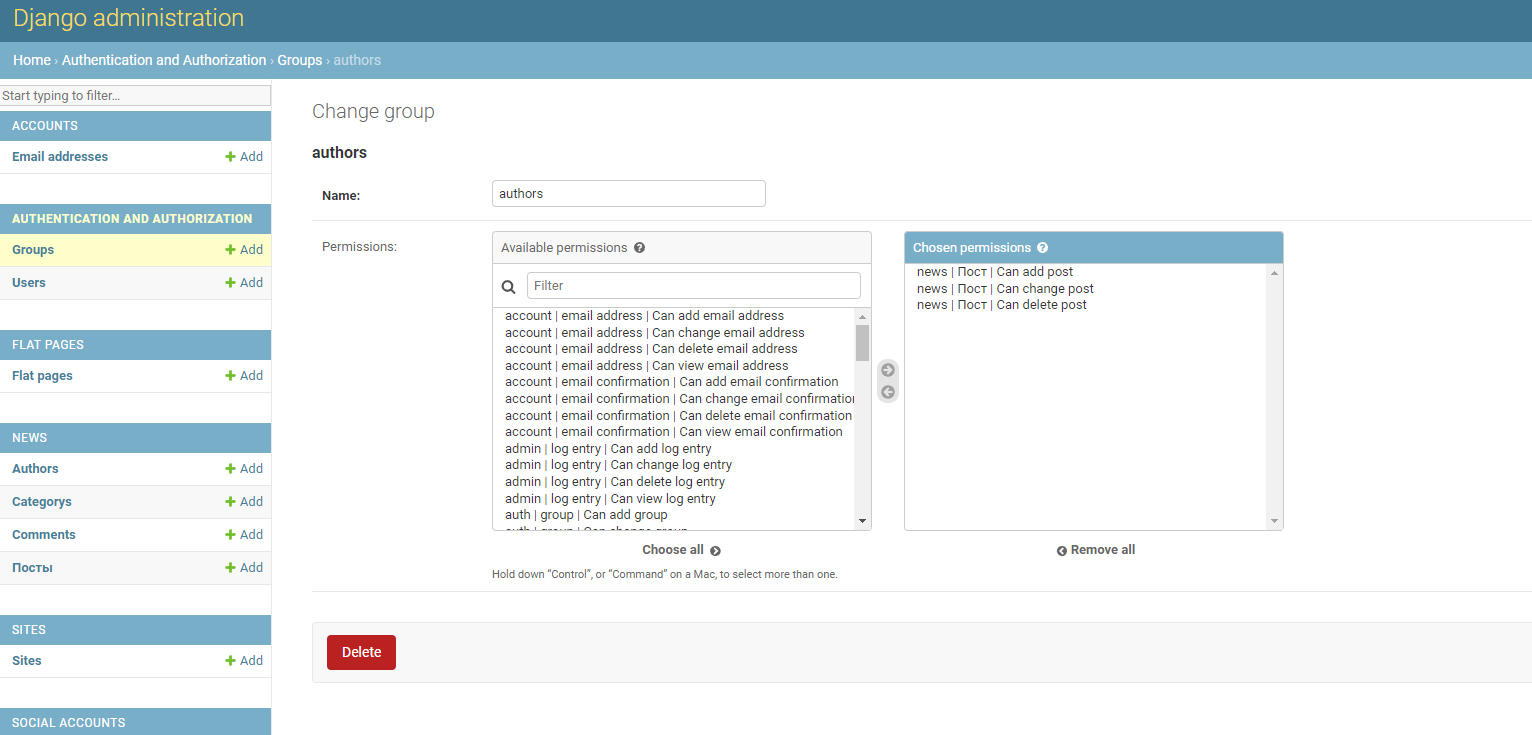 Django administration
Home › Authentication and Authorization › Groups › authors
Start typing to filter...
ACCOUNTS
Email addresses + Add
AUTHENTICATION AND AUTHORIZATION
Groups + Add
Users + Add
FLAT PAGES
Flat pages + Add
NEWS
Authors + Add
Categorys + Add
Comments + Add
Посты + Add
SITES
Sites + Add
SOCIAL ACCOUNTS
Change group
authors
Name: authors
Permissions:
Available permissions ?
Filter
account | email address | Can add email address
account | email address | Can change email address
account | email address | Can delete email address
account | email address | Can view email address
account | email confirmation | Can add email confirmation
account | email confirmation | Can change email confirmation
account | email confirmation | Can delete email confirmation
account | email confirmation | Can view email confirmation
admin | log entry | Can add log entry
admin | log entry | Can change log entry
admin | log entry | Can delete log entry
admin | log entry | Can view log entry
auth | group | Can add group
auth | group | Can change group
Choose all
Hold down “Control”, or “Command” on a Mac, to select more than one.
Chosen permissions ?
news | Пост | Can add post
news | Пост | Can change post
news | Пост | Can delete post
Remove all
Delete